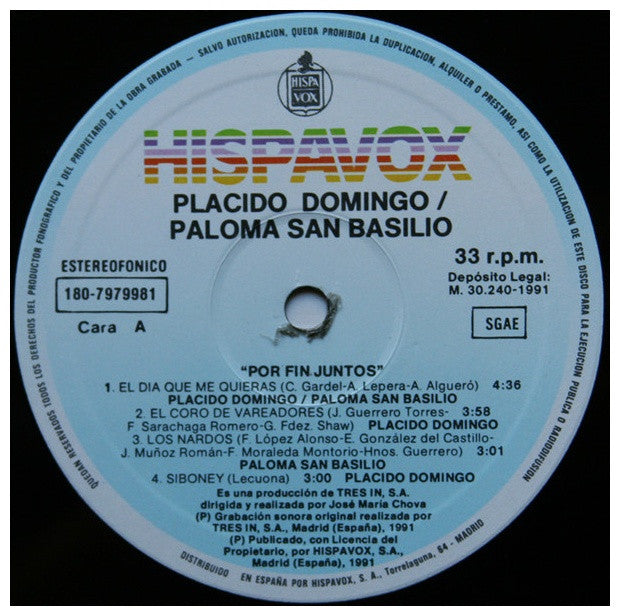 QUEDAN RESERVADOS TODOS LOS DERECHOS DEL PRODUCTOR FONOGRAFICO Y DEL PROPIETARIO DE LA OBRA GRABADA - SALVO AUTORIZACION, QUEDA PROHIBIDA LA DUPLICACION, ALQUILER O PRESTAMO, ASI COMO LA UTILIZACION DE ESTE DISCO PARA LA EJECUCION PUBLICA O RADIODIFUSION
HISPA
VOX
HISPAVOX
PLACIDO DOMINGO /
PALOMA SAN BASILIO
ESTEREOFONICO
180-7979981
Cara A
33 r.p.m.
Depósito Legal:
M. 30.240-1991
SGAE
"POR FIN JUNTOS"
1. EL DIA QUE ME QUIERAS (C. Gardel-A. Lepera-A. Algueró) 4:36
PLACIDO DOMINGO / PALOMA SAN BASILIO
2. EL CORO DE VAREADORES (J. Guerrero Torres- 3:58
F. Sarachaga Romero-G. Fdez. Shaw) PLACIDO DOMINGO
3. LOS NARDOS (F. López Alonso-E. González del Castillo-
J. Muñoz Román-F. Moraleda Montorio-Hnos. Guerrero) 3:01
PALOMA SAN BASILIO
4. SIBONEY (Lecuona) 3:00 PLACIDO DOMINGO
Es una producción de TRES IN, S.A.
dirigida y realizada por José María Chova
(P) Grabación sonora original realizada por
TRES IN, S.A., Madrid (España), 1991
(P) Publicado, con Licencia del
Propietario, por HISPAVOX, S.A.,
Madrid (España), 1991
DISTRIBUIDO EN ESPAÑA POR HISPAVOX, S. A., Torrelaguna, 64 - MADRID